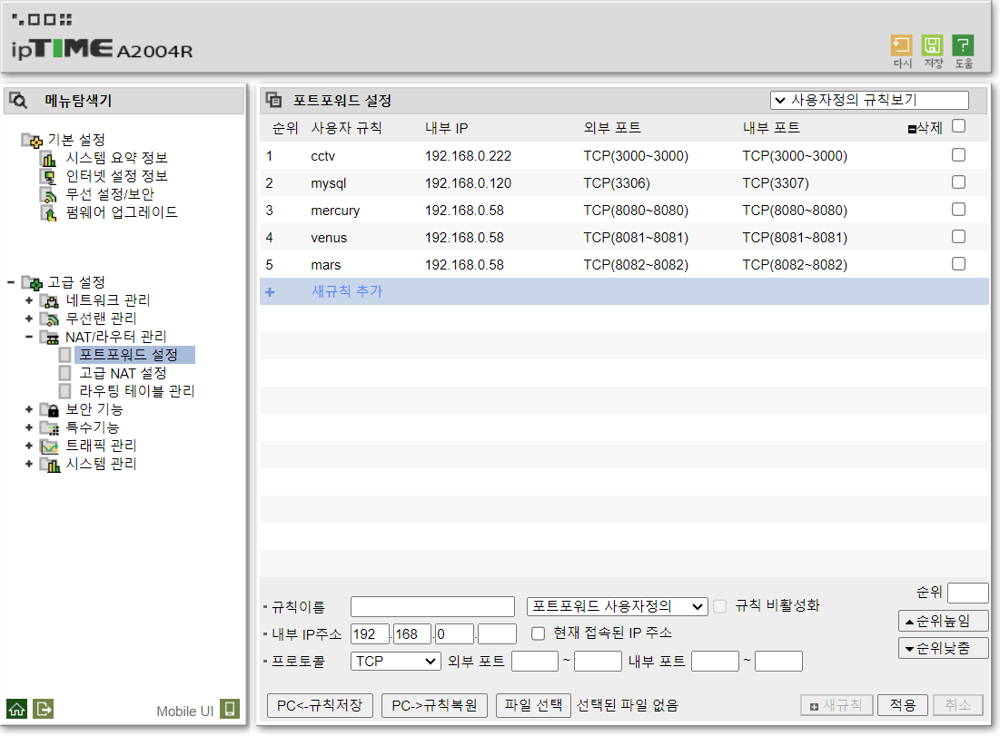 ipTIME A2004R
다시 저장 도움
메뉴탐색기
기본 설정
시스템 요약 정보
인터넷 설정 정보
무선 설정/보안
펌웨어 업그레이드
고급 설정
네트워크 관리
무선랜 관리
NAT/라우터 관리
포트포워드 설정
고급 NAT 설정
라우팅 테이블 관리
보안 기능
특수기능
트래픽 관리
시스템 관리
Mobile UI
포트포워드 설정 사용자정의 규칙보기
순위 사용자 규칙 내부 IP 외부 포트 내부 포트 삭제
1 cctv 192.168.0.222 TCP(3000~3000) TCP(3000~3000)
2 mysql 192.168.0.120 TCP(3306) TCP(3307)
3 mercury 192.168.0.58 TCP(8080~8080) TCP(8080~8080)
4 venus 192.168.0.58 TCP(8081~8081) TCP(8081~8081)
5 mars 192.168.0.58 TCP(8082~8082) TCP(8082~8082)
+ 새규칙 추가
순위
규칙이름 포트포워드 사용자정의 규칙 비활성화
순위높임
내부 IP주소 192 .168 .0 . 현재 접속된 IP 주소
순위낮춤
프로토콜 TCP 외부 포트 ~ 내부 포트 ~
PC<-규칙저장 PC->규칙복원 파일 선택 선택된 파일 없음 새규칙 적용 취소